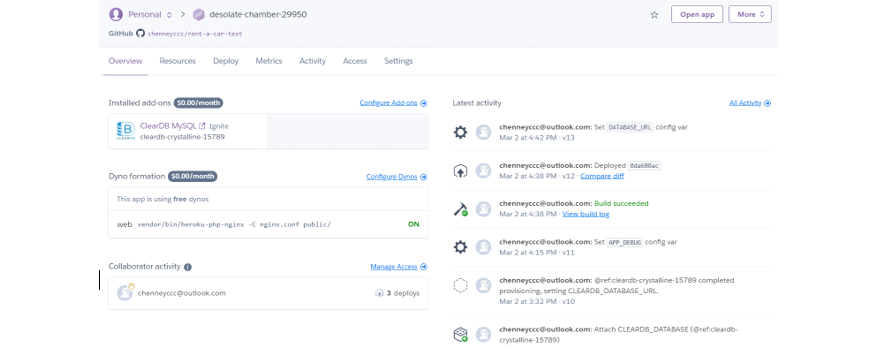 Personal > desolate-chamber-29950
Open app
More
GitHub chenneyccc/rent-a-car-test
Overview Resources Deploy Metrics Activity Access Settings
Installed add-ons $0.00/month Configure Add-ons
ClearDB MySQL Ignite
cleardb-crystalline-15789
Dyno formation $0.00/month Configure Dynos
This app is using free dynos
web vendor/bin/heroku-php-nginx -C nginx.conf public/ ON
Collaborator activity Manage Access
chenneyccc@outlook.com 3 deploys
Latest activity All Activity
chenneyccc@outlook.com: Set DATABASE_URL config var
Mar 2 at 4:42 PM · v13
chenneyccc@outlook.com: Deployed 0da680ac
Mar 2 at 4:38 PM · v12 · Compare diff
chenneyccc@outlook.com: Build succeeded
Mar 2 at 4:38 PM · View build log
chenneyccc@outlook.com: Set APP_DEBUG config var
Mar 2 at 4:15 PM · v11
chenneyccc@outlook.com: @ref:cleardb-crystalline-15789 completed
provisioning, setting CLEARDB_DATABASE_URL.
Mar 2 at 3:32 PM · v10
chenneyccc@outlook.com: Attach CLEARDB_DATABASE (@ref:cleardb-
crystalline-15789)